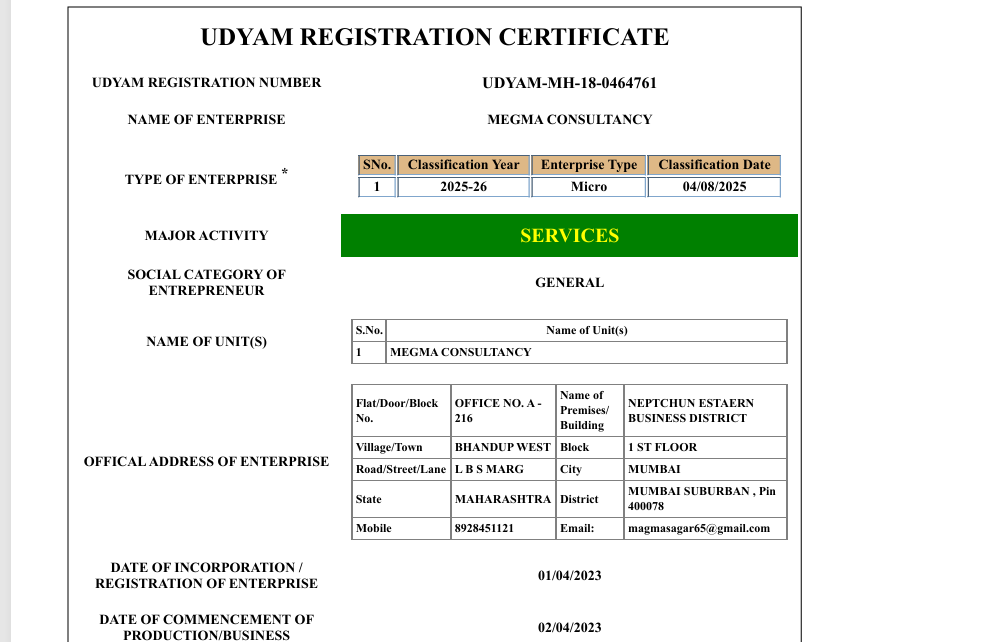 UDYAM REGISTRATION CERTIFICATE
UDYAM REGISTRATION NUMBER UDYAM-MH-18-0464761
NAME OF ENTERPRISE MEGMA CONSULTANCY
TYPE OF ENTERPRISE *
SNo. Classification Year Enterprise Type Classification Date
1 2025-26 Micro 04/08/2025
MAJOR ACTIVITY SERVICES
SOCIAL CATEGORY OF
ENTREPRENEUR
GENERAL
NAME OF UNIT(S)
S.No. Name of Unit(s)
1 MEGMA CONSULTANCY
OFFICAL ADDRESS OF ENTERPRISE
Flat/Door/Block
No.
OFFICE NO. A -
216
Name of
Premises/
Building
NEPTCHUN ESTAERN
BUSINESS DISTRICT
Village/Town BHANDUP WEST Block 1 ST FLOOR
Road/Street/Lane L B S MARG City MUMBAI
State MAHARASHTRA District
MUMBAI SUBURBAN , Pin
400078
Mobile 8928451121 Email: magmasagar65@gmail.com
DATE OF INCORPORATION /
REGISTRATION OF ENTERPRISE
01/04/2023
DATE OF COMMENCEMENT OF
PRODUCTION/BUSINESS
02/04/2023